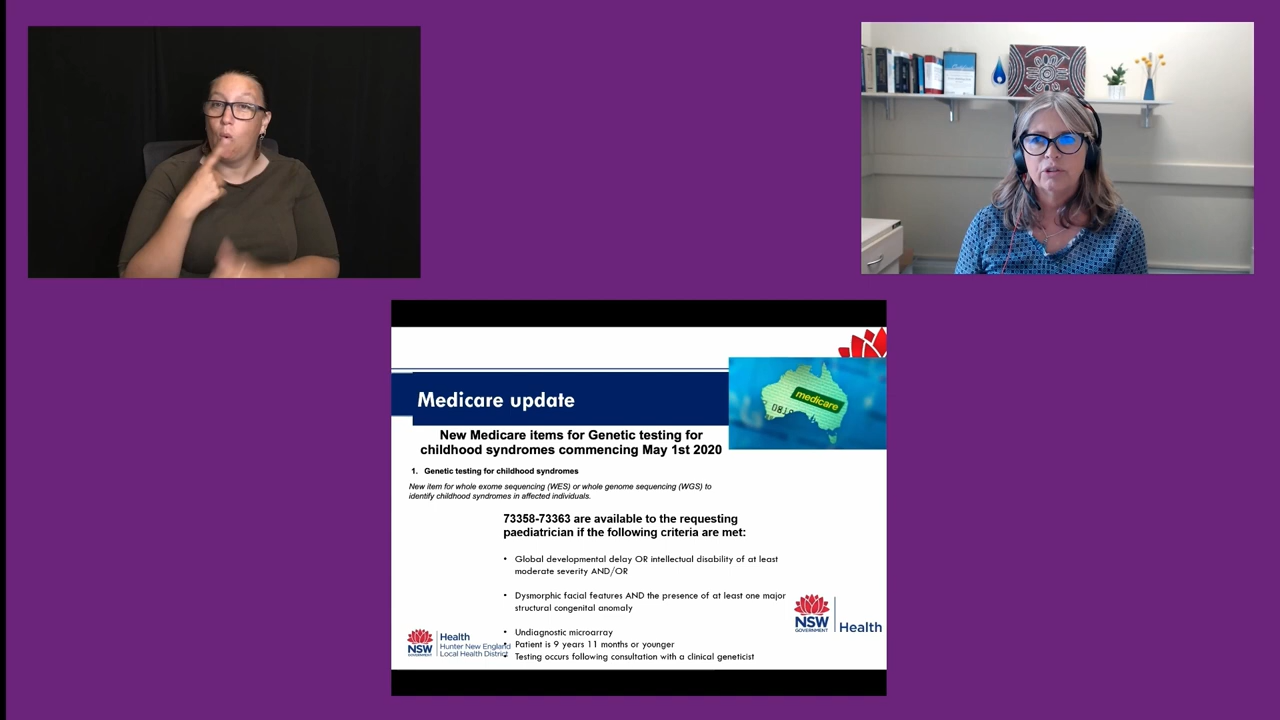 Medicare update
medicare
081
New Medicare items for Genetic testing for
childhood syndromes commencing May 1st 2020
1. Genetic testing for childhood syndromes
New item for whole exome sequencing (WES) or whole genome sequencing (WGS) to
identify childhood syndromes in affected individuals.
73358-73363 are available to the requesting
paediatrician if the following criteria are met:
• Global developmental delay OR intellectual disability of at least
moderate severity AND/OR
• Dysmorphic facial features AND the presence of at least one major
structural congenital anomaly
• Undiagnostic microarray
• Patient is 9 years 11 months or younger
• Testing occurs following consultation with a clinical geneticist
NSW
GOVERNMENT
Health
Hunter New England
Local Health District
NSW
GOVERNMENT
Health